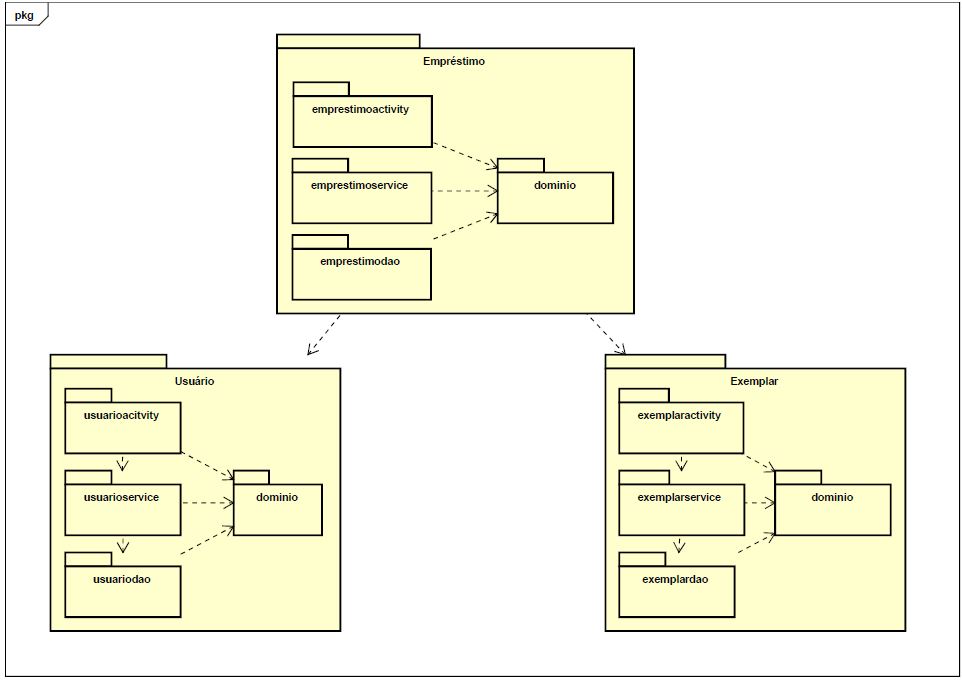 pkg
Empréstimo
emprestimoactivity
emprestimoservice
dominio
emprestimodao
Usuário
usuarioacitvity
usuarioservice
dominio
usuariodao
Exemplar
exemplaractivity
exemplarservice
dominio
exemplardao